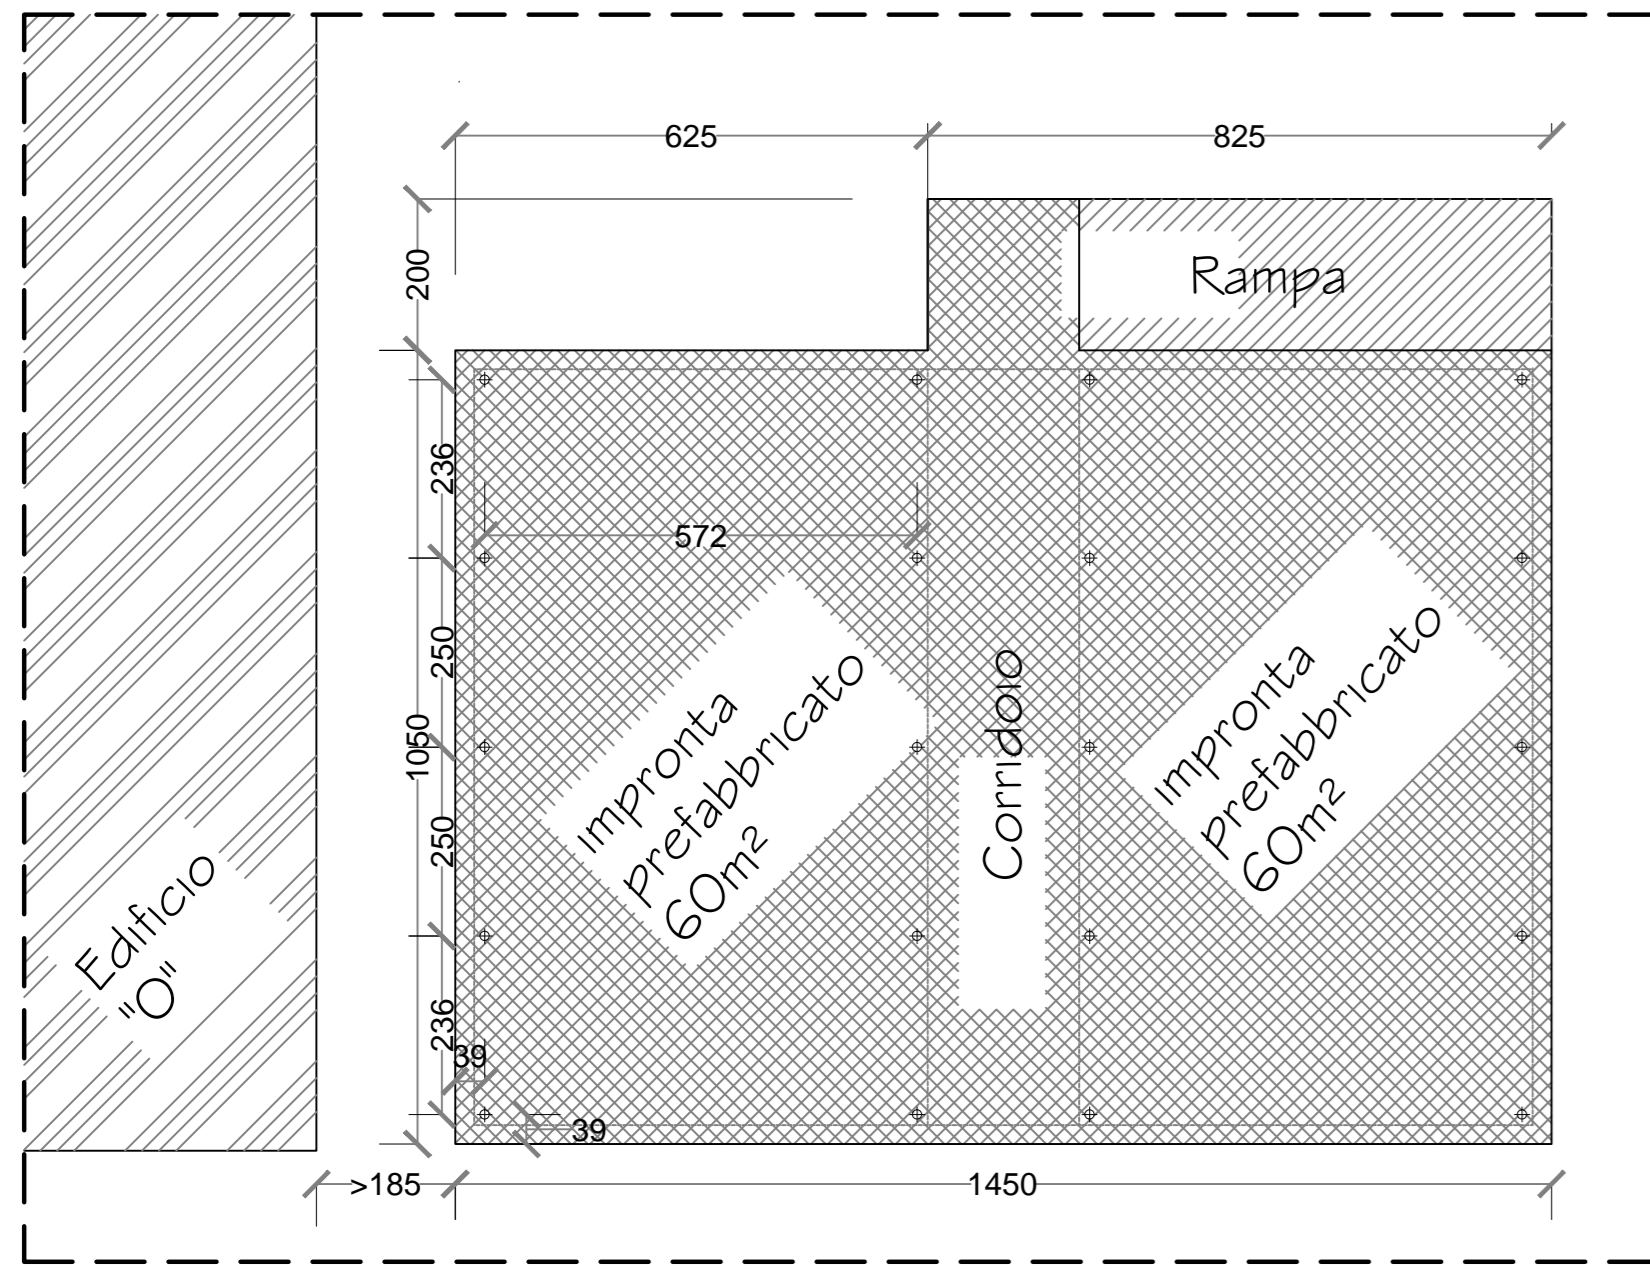 625
825
200
Rampa
236
572
250
1050
250
236
39
39
Impronta
Prefabbricato
60m²
Corridoio
Impronta
Prefabbricato
60m²
Edificio
"O"
>185
1450